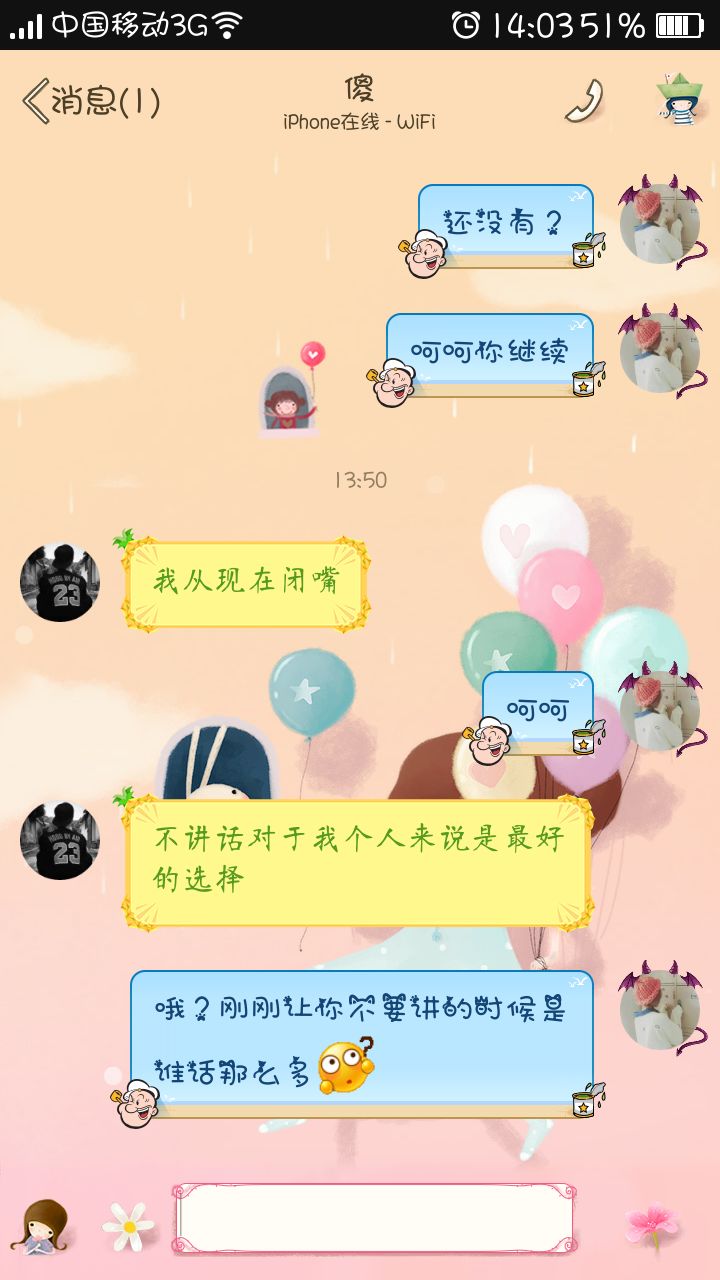 中国移动3G 14:03 51%
消息(1)
傻
iPhone在线 - WiFi
还没有？
呵呵你继续
13:50
我从现在闭嘴
呵呵
不讲话对于我个人来说是最好
的选择
哦？刚刚让你不要讲的时候是
谁话那么多
23
23